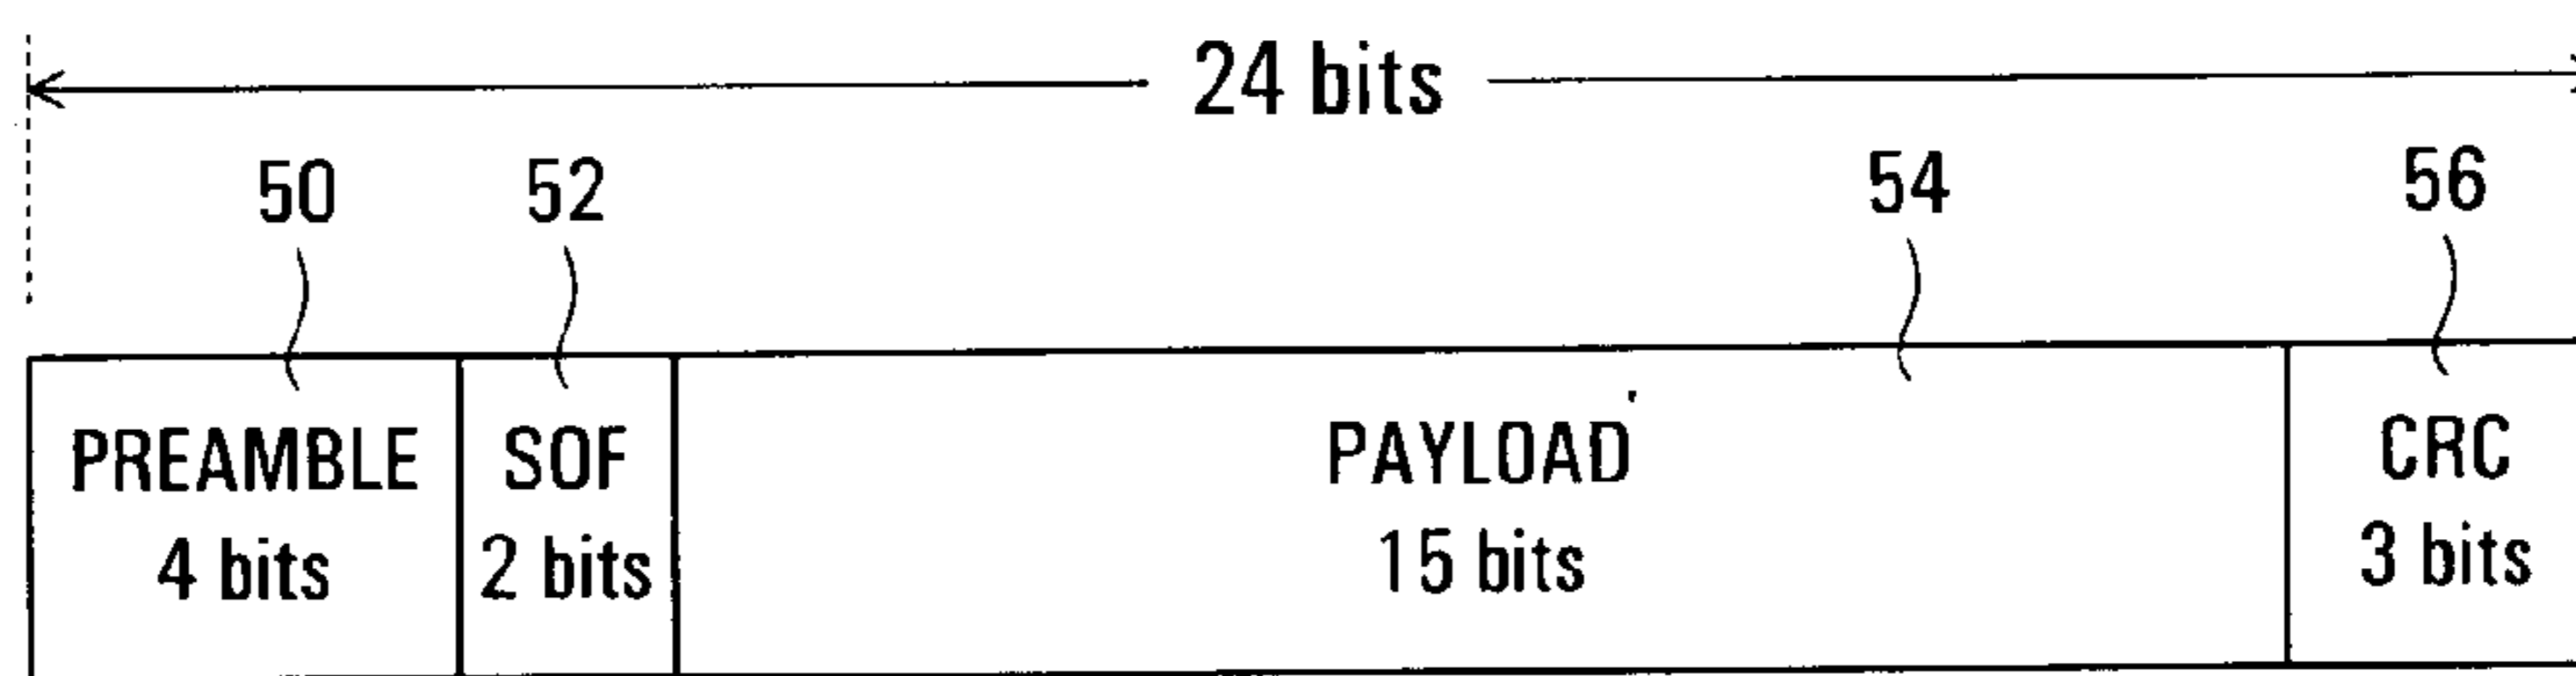 24 bits
50 52 54 56
PREAMBLE SOF PAYLOAD CRC
4 bits 2 bits 15 bits 3 bits